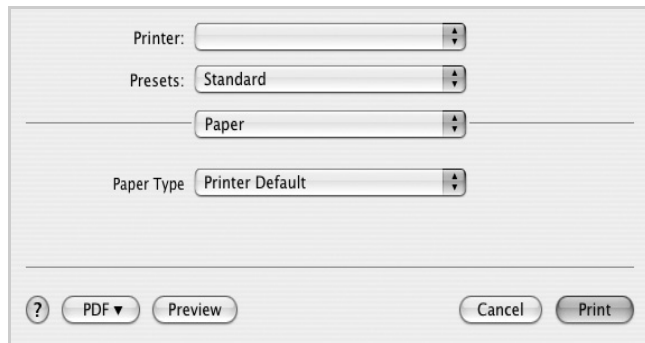 Printer:
Presets: Standard
Paper
Paper Type Printer Default
? PDF▼ Preview Cancel Print